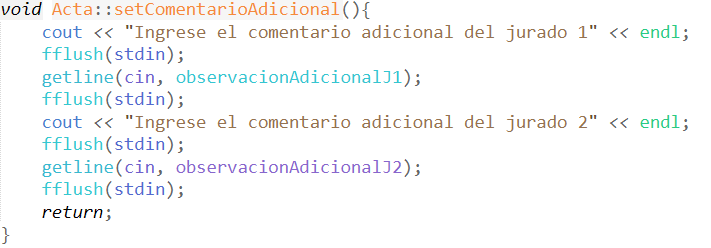 void Acta::setComentarioAdicional(){
    cout << "Ingrese el comentario adicional del jurado 1" << endl;
    fflush(stdin);
    getline(cin, observacionAdicionalJ1);
    fflush(stdin);
    cout << "Ingrese el comentario adicional del jurado 2" << endl;
    fflush(stdin);
    getline(cin, observacionAdicionalJ2);
    fflush(stdin);
    return;
}